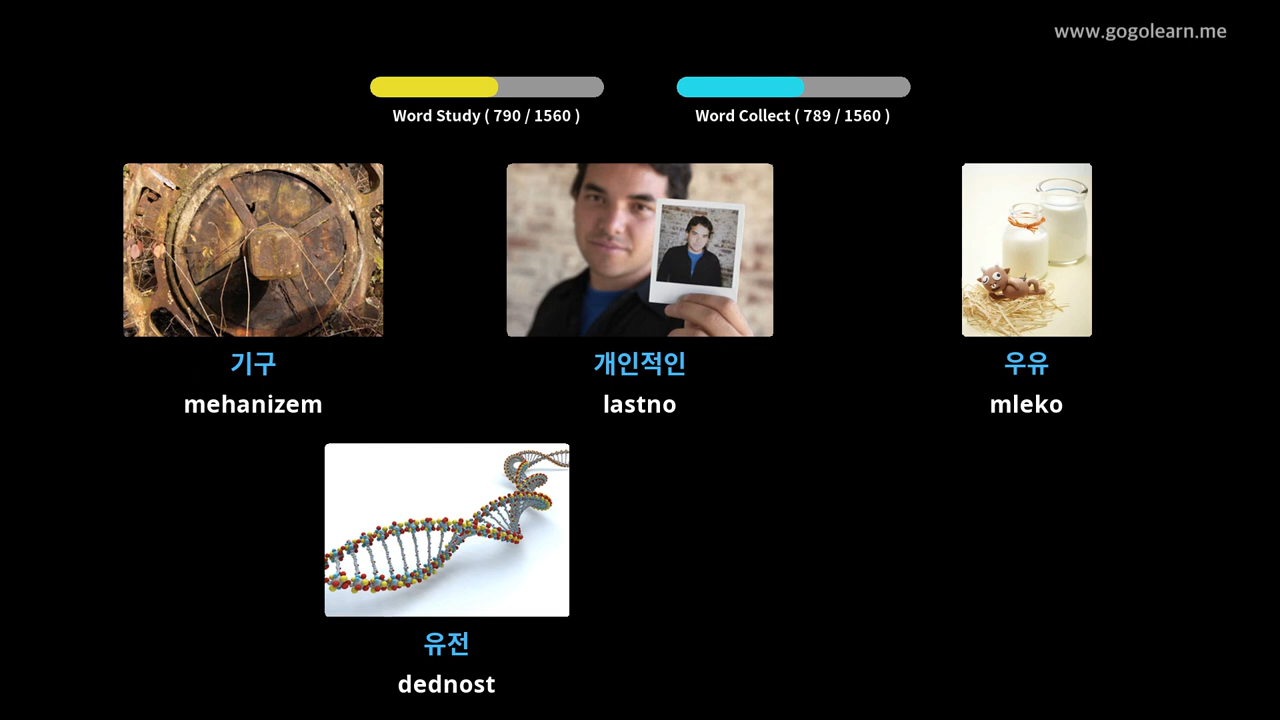 www.gogolearn.me
Word Study ( 790 / 1560 )
Word Collect ( 789 / 1560 )
기구
개인적인
우유
mehanizem
lastno
mleko
유전
dednost